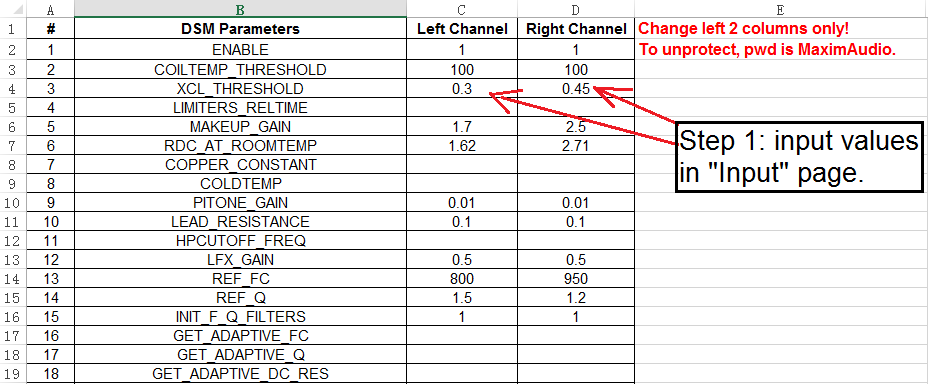 A B C D E
1 # DSM Parameters Left Channel Right Channel Change left 2 columns only!
2 1 ENABLE 1 1 To unprotect, pwd is MaximAudio.
3 2 COILTEMP_THRESHOLD 100 100
4 3 XCL_THRESHOLD 0.3 0.45
5 4 LIMITERS_RELTIME
6 5 MAKEUP_GAIN 1.7 2.5
7 6 RDC_AT_ROOMTEMP 1.62 2.71
8 7 COPPER_CONSTANT
9 8 COLDTEMP
10 9 PITONE_GAIN 0.01 0.01
11 10 LEAD_RESISTANCE 0.1 0.1
12 11 HPCUTOFF_FREQ
13 12 LFX_GAIN 0.5 0.5
14 13 REF_FC 800 950
15 14 REF_Q 1.5 1.2
16 15 INIT_F_Q_FILTERS 1 1
17 16 GET_ADAPTIVE_FC
18 17 GET_ADAPTIVE_Q
19 18 GET_ADAPTIVE_DC_RES
Step 1: input values
in "Input" page.